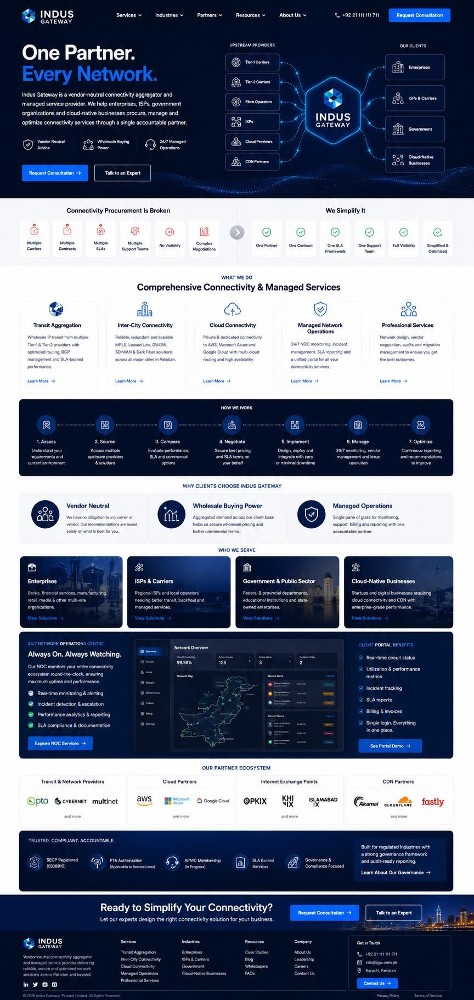 INDUS
GATEWAY
Services
Industries
Partners
Resources
About Us
+92 21 111 111 711
Request Consultation
One Partner.
Every Network.
Indus Gateway is a vendor-neutral connectivity aggregator and
managed service provider. We help enterprises, ISPs, government
organizations and cloud-native businesses procure, manage and
optimize connectivity services through a single accountable partner.
Vendor Neutral
Advice
Wholesale Buying
Power
24/7 Managed
Operations
Request Consultation →
Talk to an Expert
UPSTREAM PROVIDERS
Tier-1 Carriers
Tier-2 Carriers
Fibre Operators
IXPs
Cloud Providers
CDN Partners
INDUS
GATEWAY
OUR CLIENTS
Enterprises
ISPs & Carriers
Government
Cloud-Native
Businesses
Connectivity Procurement Is Broken
Multiple
Carriers
Multiple
Contracts
Multiple
SLAs
Multiple
Support Teams
No Visibility
Complex
Negotiations
We Simplify It
One Partner
One Contract
One SLA
Framework
One Support
Team
Full Visibility
Simplified &
Optimized
WHAT WE DO
Comprehensive Connectivity & Managed Services
Transit Aggregation
Wholesale IP transit from multiple
Tier-1 & Tier-2 providers with
optimized routing, BGP
management and SLA-backed
performance.
Learn More →
Inter-City Connectivity
Reliable, redundant and scalable
MPLS, Leased Line, DWDM,
SD-WAN & Dark Fiber solutions
across all major cities in Pakistan.
Learn More →
Cloud Connectivity
Private & dedicated connectivity
to AWS, Microsoft Azure and
Google Cloud with multi-cloud
routing and high availability.
Learn More →
Managed Network
Operations
24/7 NOC monitoring, incident
management, SLA reporting and
a unified portal for all your
connectivity services.
Learn More →
Professional Services
Network design, vendor
negotiation, audits and migration
management to ensure you get
the best outcomes.
Learn More →
HOW WE WORK
1. Assess
Understand your
requirements and
current environment
2. Source
Access multiple
upstream providers
& solutions
3. Compare
Evaluate performance,
SLA and commercial
options
4. Negotiate
Secure best pricing
and SLA terms on
your behalf
5. Implement
Design, deploy and
integrate with zero
or minimal downtime
6. Manage
24/7 monitoring, vendor
management and issue
resolution
7. Optimize
Continuous reporting
and recommendations
to improve
WHY CLIENTS CHOOSE INDUS GATEWAY
Vendor Neutral
We have no obligation to any carrier or
vendor. Our recommendations are based
solely on what is best for you.
Wholesale Buying Power
Aggregated demand across our client base
helps us secure wholesale pricing and
better commercial terms.
Managed Operations
Single pane of glass for monitoring,
support, billing and reporting with one
accountable partner.
WHO WE SERVE
Enterprises
Banks, financial services, manufacturing,
retail, media & other multi-site
organizations.
View Solutions →
ISPs & Carriers
Regional ISPs and local operators
needing better transit, backhaul and
managed services.
View Solutions →
Government & Public Sector
Federal & provincial departments,
educational institutions and state-
owned enterprises.
View Solutions →
Cloud-Native Businesses
Startups and digital businesses requiring
cloud connectivity and CDN with
enterprise-grade performance.
View Solutions →
24/7 NETWORK OPERATIONS CENTRE
Always On. Always Watching.
Our NOC monitors your entire connectivity
ecosystem round-the-clock, ensuring
maximum uptime and performance.
Real-time monitoring & alerting
Incident detection & escalation
Performance analytics & reporting
SLA compliance & documentation
Explore NOC Services →
Overview
Circuits
Alerts
Reports
Performance
Tickets
Billing
Settings
Network Overview
99.98%
Active Circuits
128
Active Alerts
3
Incidents Today
2
Network Map
Recent Alerts
View All
Circuit Status
View All
CLIENT PORTAL BENEFITS
Real-time circuit status
Utilization & performance
metrics
Incident tracking
SLA reports
Billing & invoices
Single login. Everything
in one place.
See Portal Demo →
OUR PARTNER ECOSYSTEM
Transit & Network Providers
pta
CYBERNET
multinet
and more
Cloud Partners
aws
Microsoft
Azure
Google Cloud
and more
Internet Exchange Points
PKIX
KHI
IX
ISLAMABAD
IX
and more
CDN Partners
Akamai
CLOUDFLARE
fastly
and more
TRUSTED. COMPLIANT. ACCOUNTABLE.
SECP Registered
PTA Authorization
(Applicable to Service Lines)
APNIC Membership
(In Progress)
SLA Backed
Services
Governance &
Compliance Focused
Built for regulated industries with
a strong governance framework
and audit-ready reporting.
Learn About Our Governance →
Ready to Simplify Your Connectivity?
Let our experts design the right connectivity solution for your business.
Request Consultation →
Talk to an Expert
INDUS
GATEWAY
Vendor-neutral connectivity aggregator
and managed service provider delivering
reliable, secure and optimized network
solutions across Pakistan and beyond.
Services
Transit Aggregation
Inter-City Connectivity
Cloud Connectivity
Managed Operations
Professional Services
Industries
Enterprises
ISPs & Carriers
Government
Cloud-Native Businesses
Resources
Case Studies
Blog
Whitepapers
FAQs
Company
About Us
Leadership
Careers
Contact Us
Get in Touch
+92 21 111 111 711
info@igw.com.pk
Karachi, Pakistan
Contact Us →
© 2026 Indus Gateway (Private) Limited. All Rights Reserved.
Privacy Policy
Terms of Service